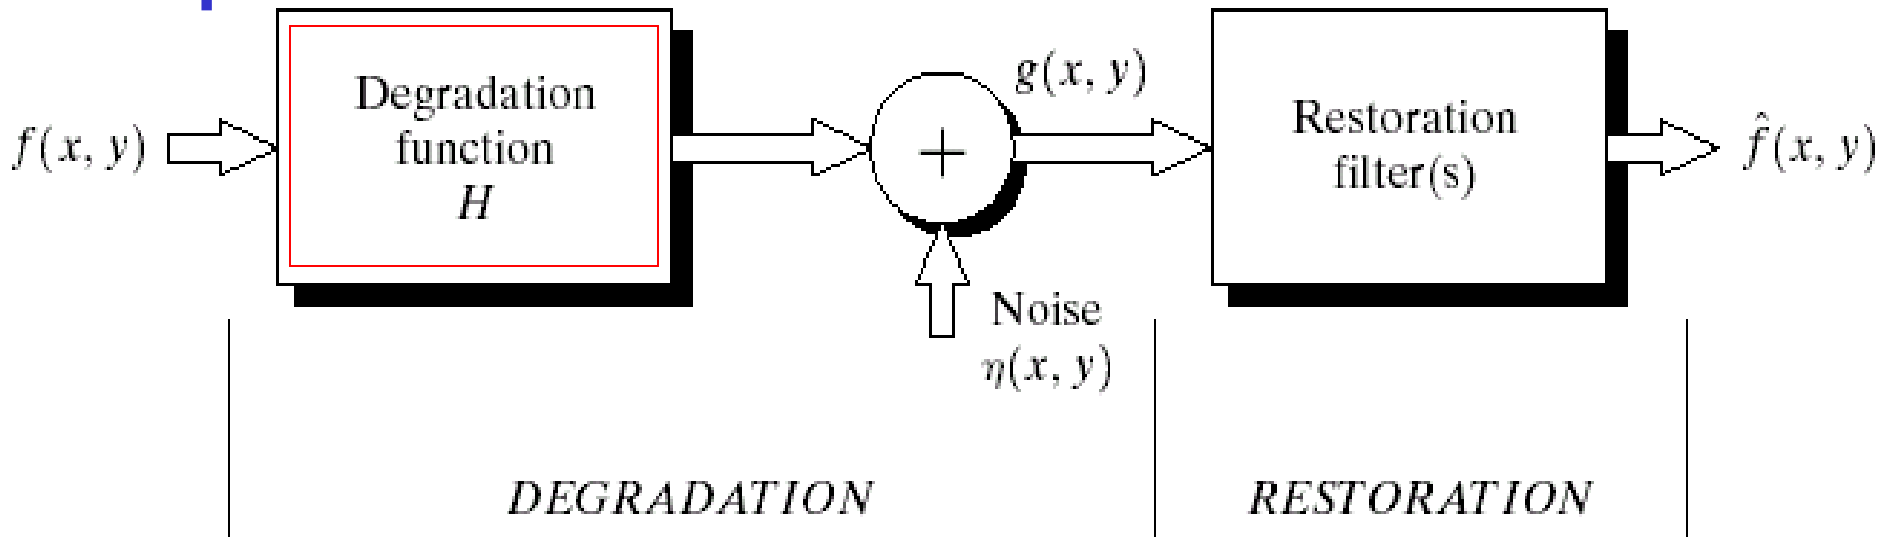 f(x, y)
Degradation
function
H
+
g(x, y)
Noise
η(x, y)
Restoration
filter(s)
f̂(x, y)
DEGRADATION
RESTORATION